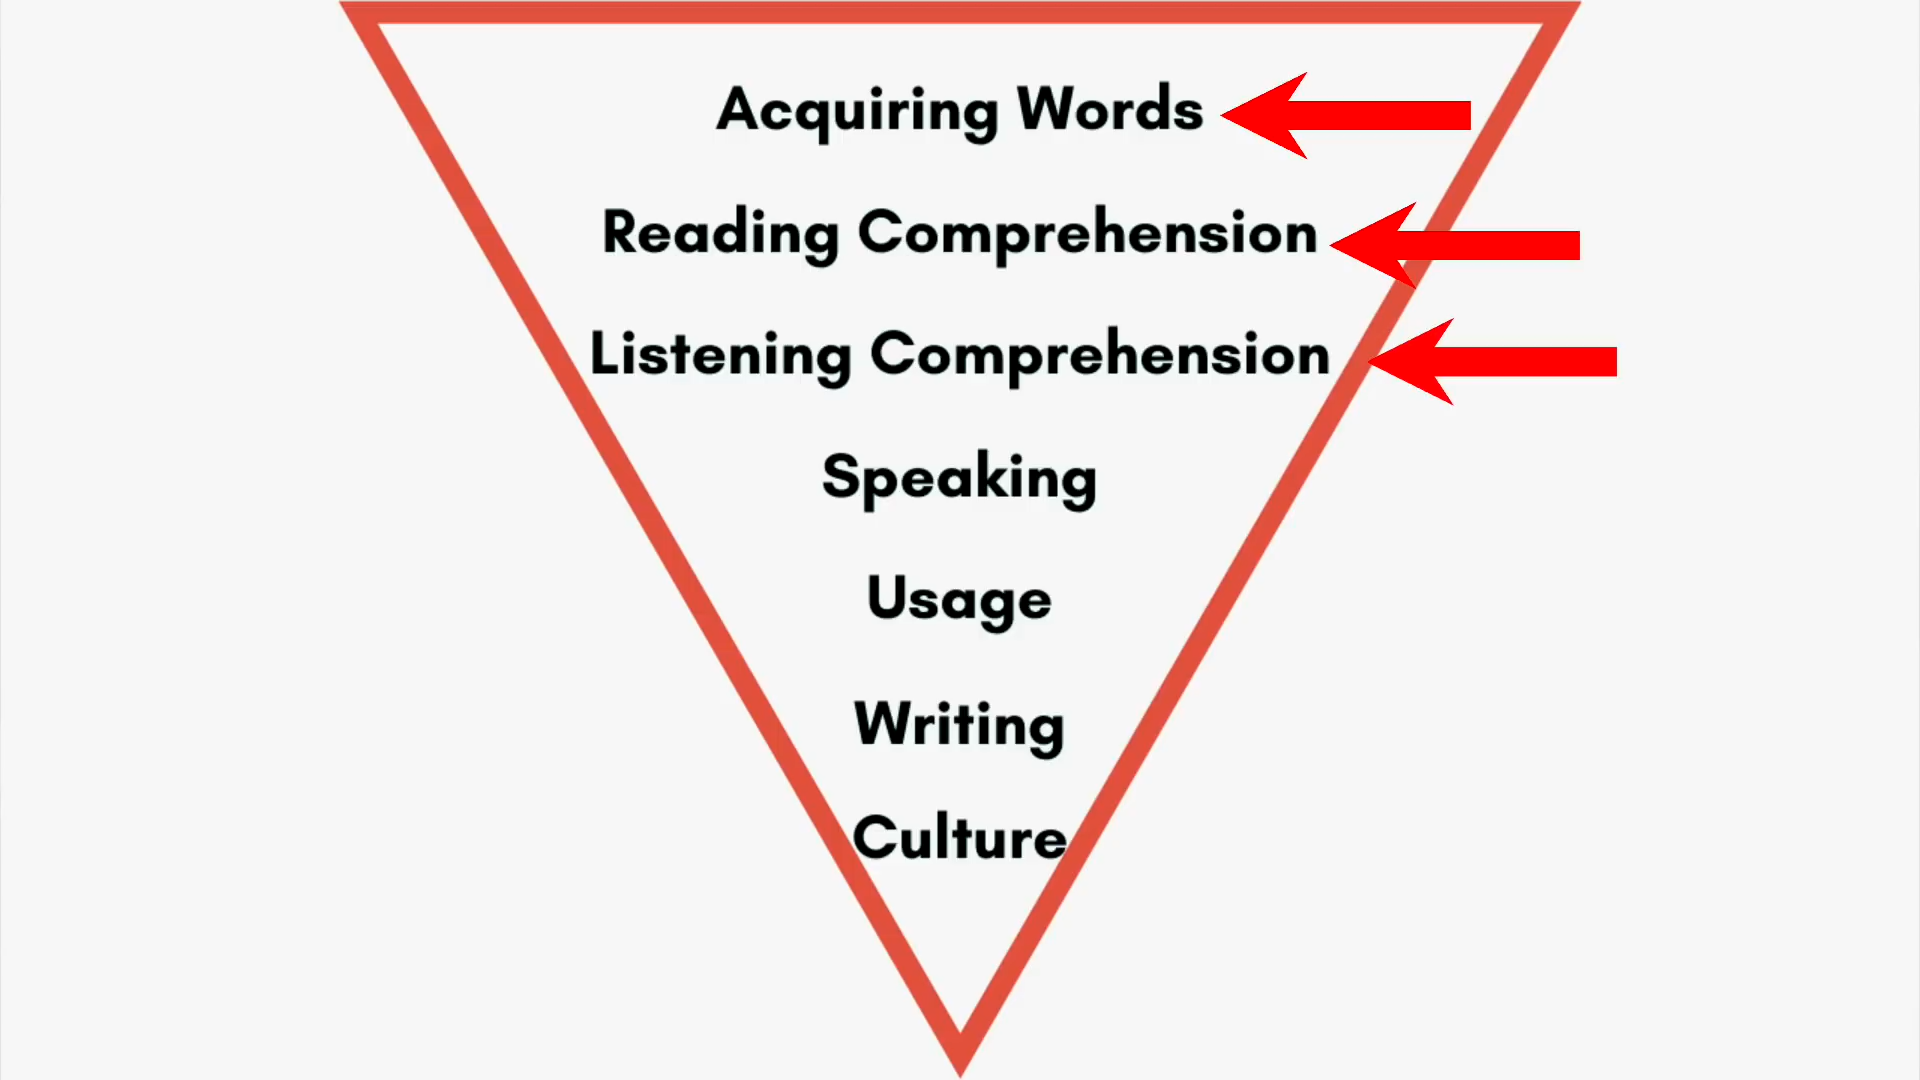 Acquiring Words
Reading Comprehension
Listening Comprehension
Speaking
Usage
Writing
Culture